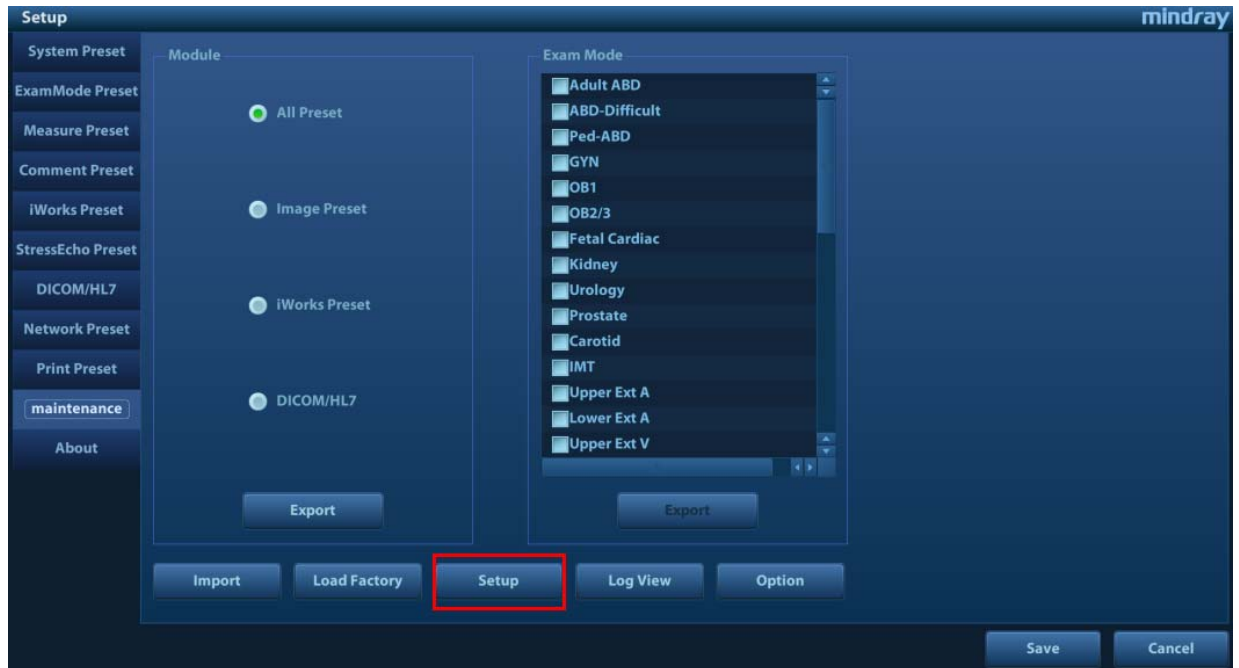 Setup
mindray
System Preset
ExamMode Preset
Measure Preset
Comment Preset
iWorks Preset
StressEcho Preset
DICOM/HL7
Network Preset
Print Preset
maintenance
About
Module
All Preset
Image Preset
iWorks Preset
DICOM/HL7
Export
Exam Mode
Adult ABD
ABD-Difficult
Ped-ABD
GYN
OB1
OB2/3
Fetal Cardiac
Kidney
Urology
Prostate
Carotid
IMT
Upper Ext A
Lower Ext A
Upper Ext V
Export
Import Load Factory Setup Log View Option
Save Cancel